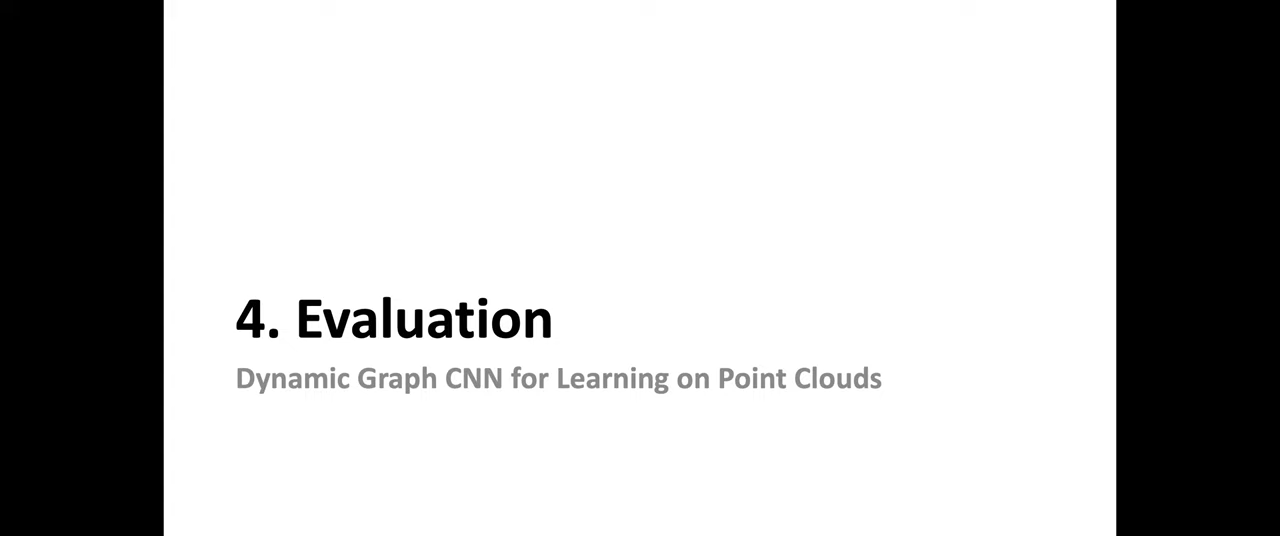 4. Evaluation
Dynamic Graph CNN for Learning on Point Clouds